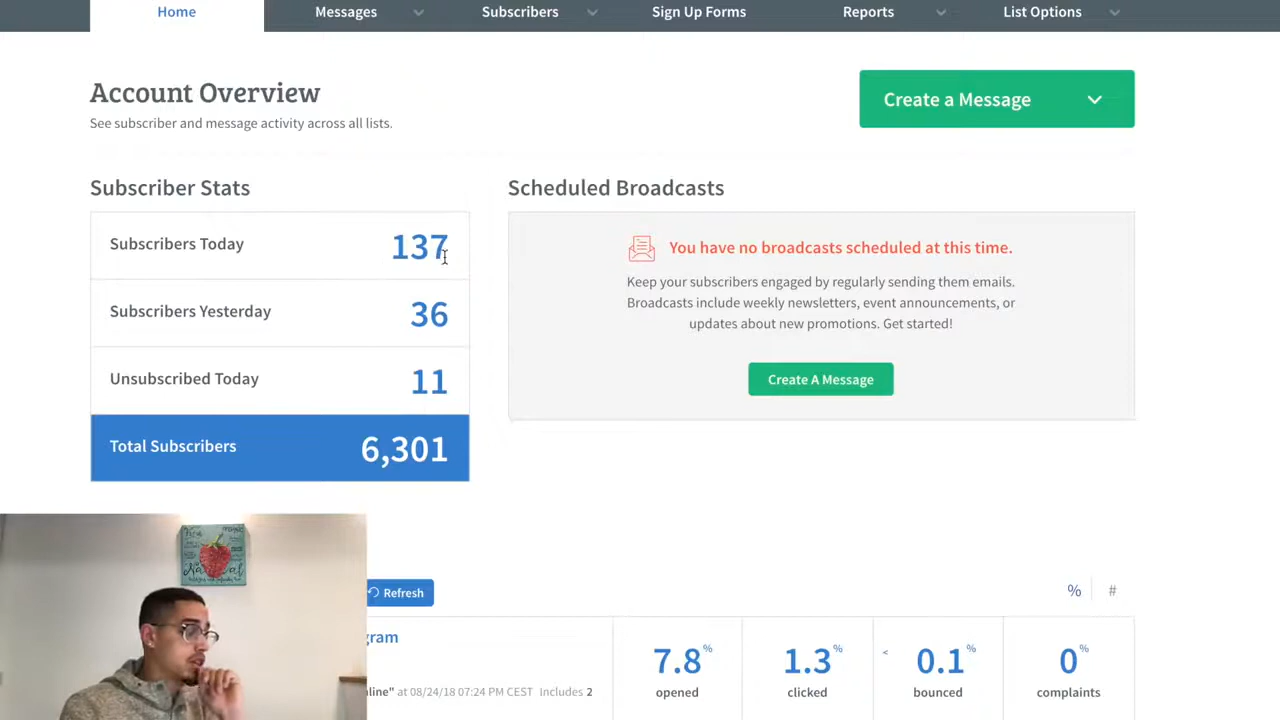 Home Messages Subscribers Sign Up Forms Reports List Options
Account Overview
See subscriber and message activity across all lists.
Create a Message
Subscriber Stats
Subscribers Today 137
Subscribers Yesterday 36
Unsubscribed Today 11
Total Subscribers 6,301
Scheduled Broadcasts
You have no broadcasts scheduled at this time.
Keep your subscribers engaged by regularly sending them emails.
Broadcasts include weekly newsletters, event announcements, or
updates about new promotions. Get started!
Create A Message
Refresh
% #
gram
line" at 08/24/18 07:24 PM CEST Includes 2
7.8% opened
1.3% clicked
< 0.1% bounced
0% complaints